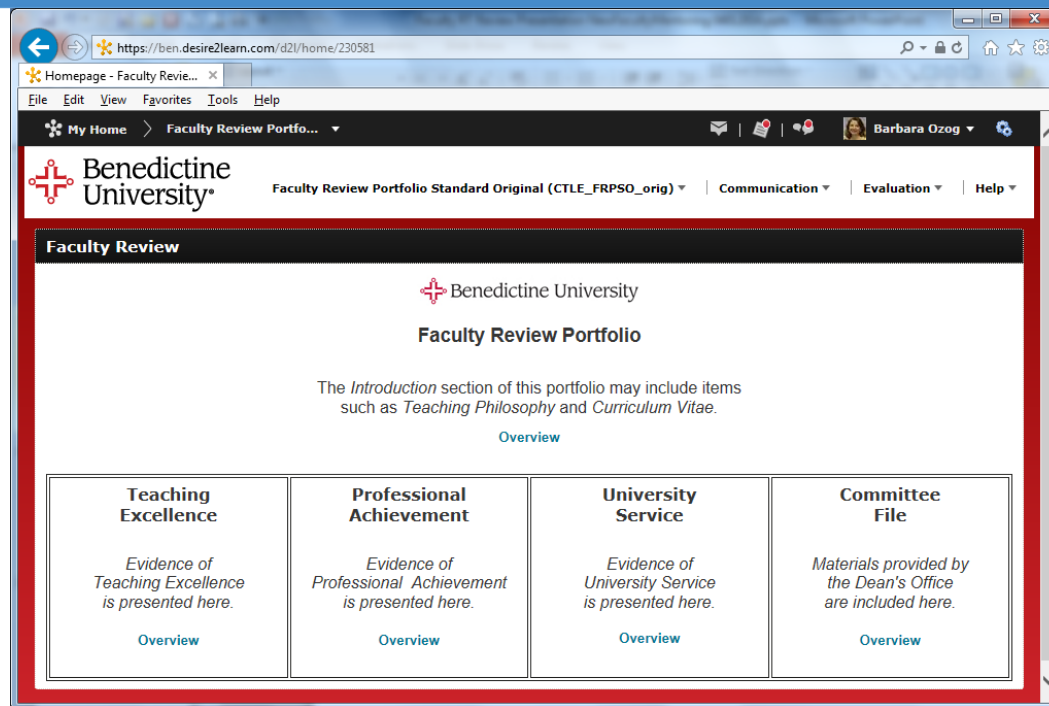 https://ben.desire2learn.com/d2l/home/230581
Homepage - Faculty Revie...
File Edit View Favorites Tools Help
My Home Faculty Review Portfo... Barbara Ozog
Benedictine
University
Faculty Review Portfolio Standard Original (CTLE_FRPSO_orig) Communication Evaluation Help
Faculty Review
Benedictine University
Faculty Review Portfolio
The Introduction section of this portfolio may include items
such as Teaching Philosophy and Curriculum Vitae.
Overview
Teaching
Excellence
Evidence of
Teaching Excellence
is presented here.
Overview
Professional
Achievement
Evidence of
Professional Achievement
is presented here.
Overview
University
Service
Evidence of
University Service
is presented here.
Overview
Committee
File
Materials provided by
the Dean's Office
are included here.
Overview